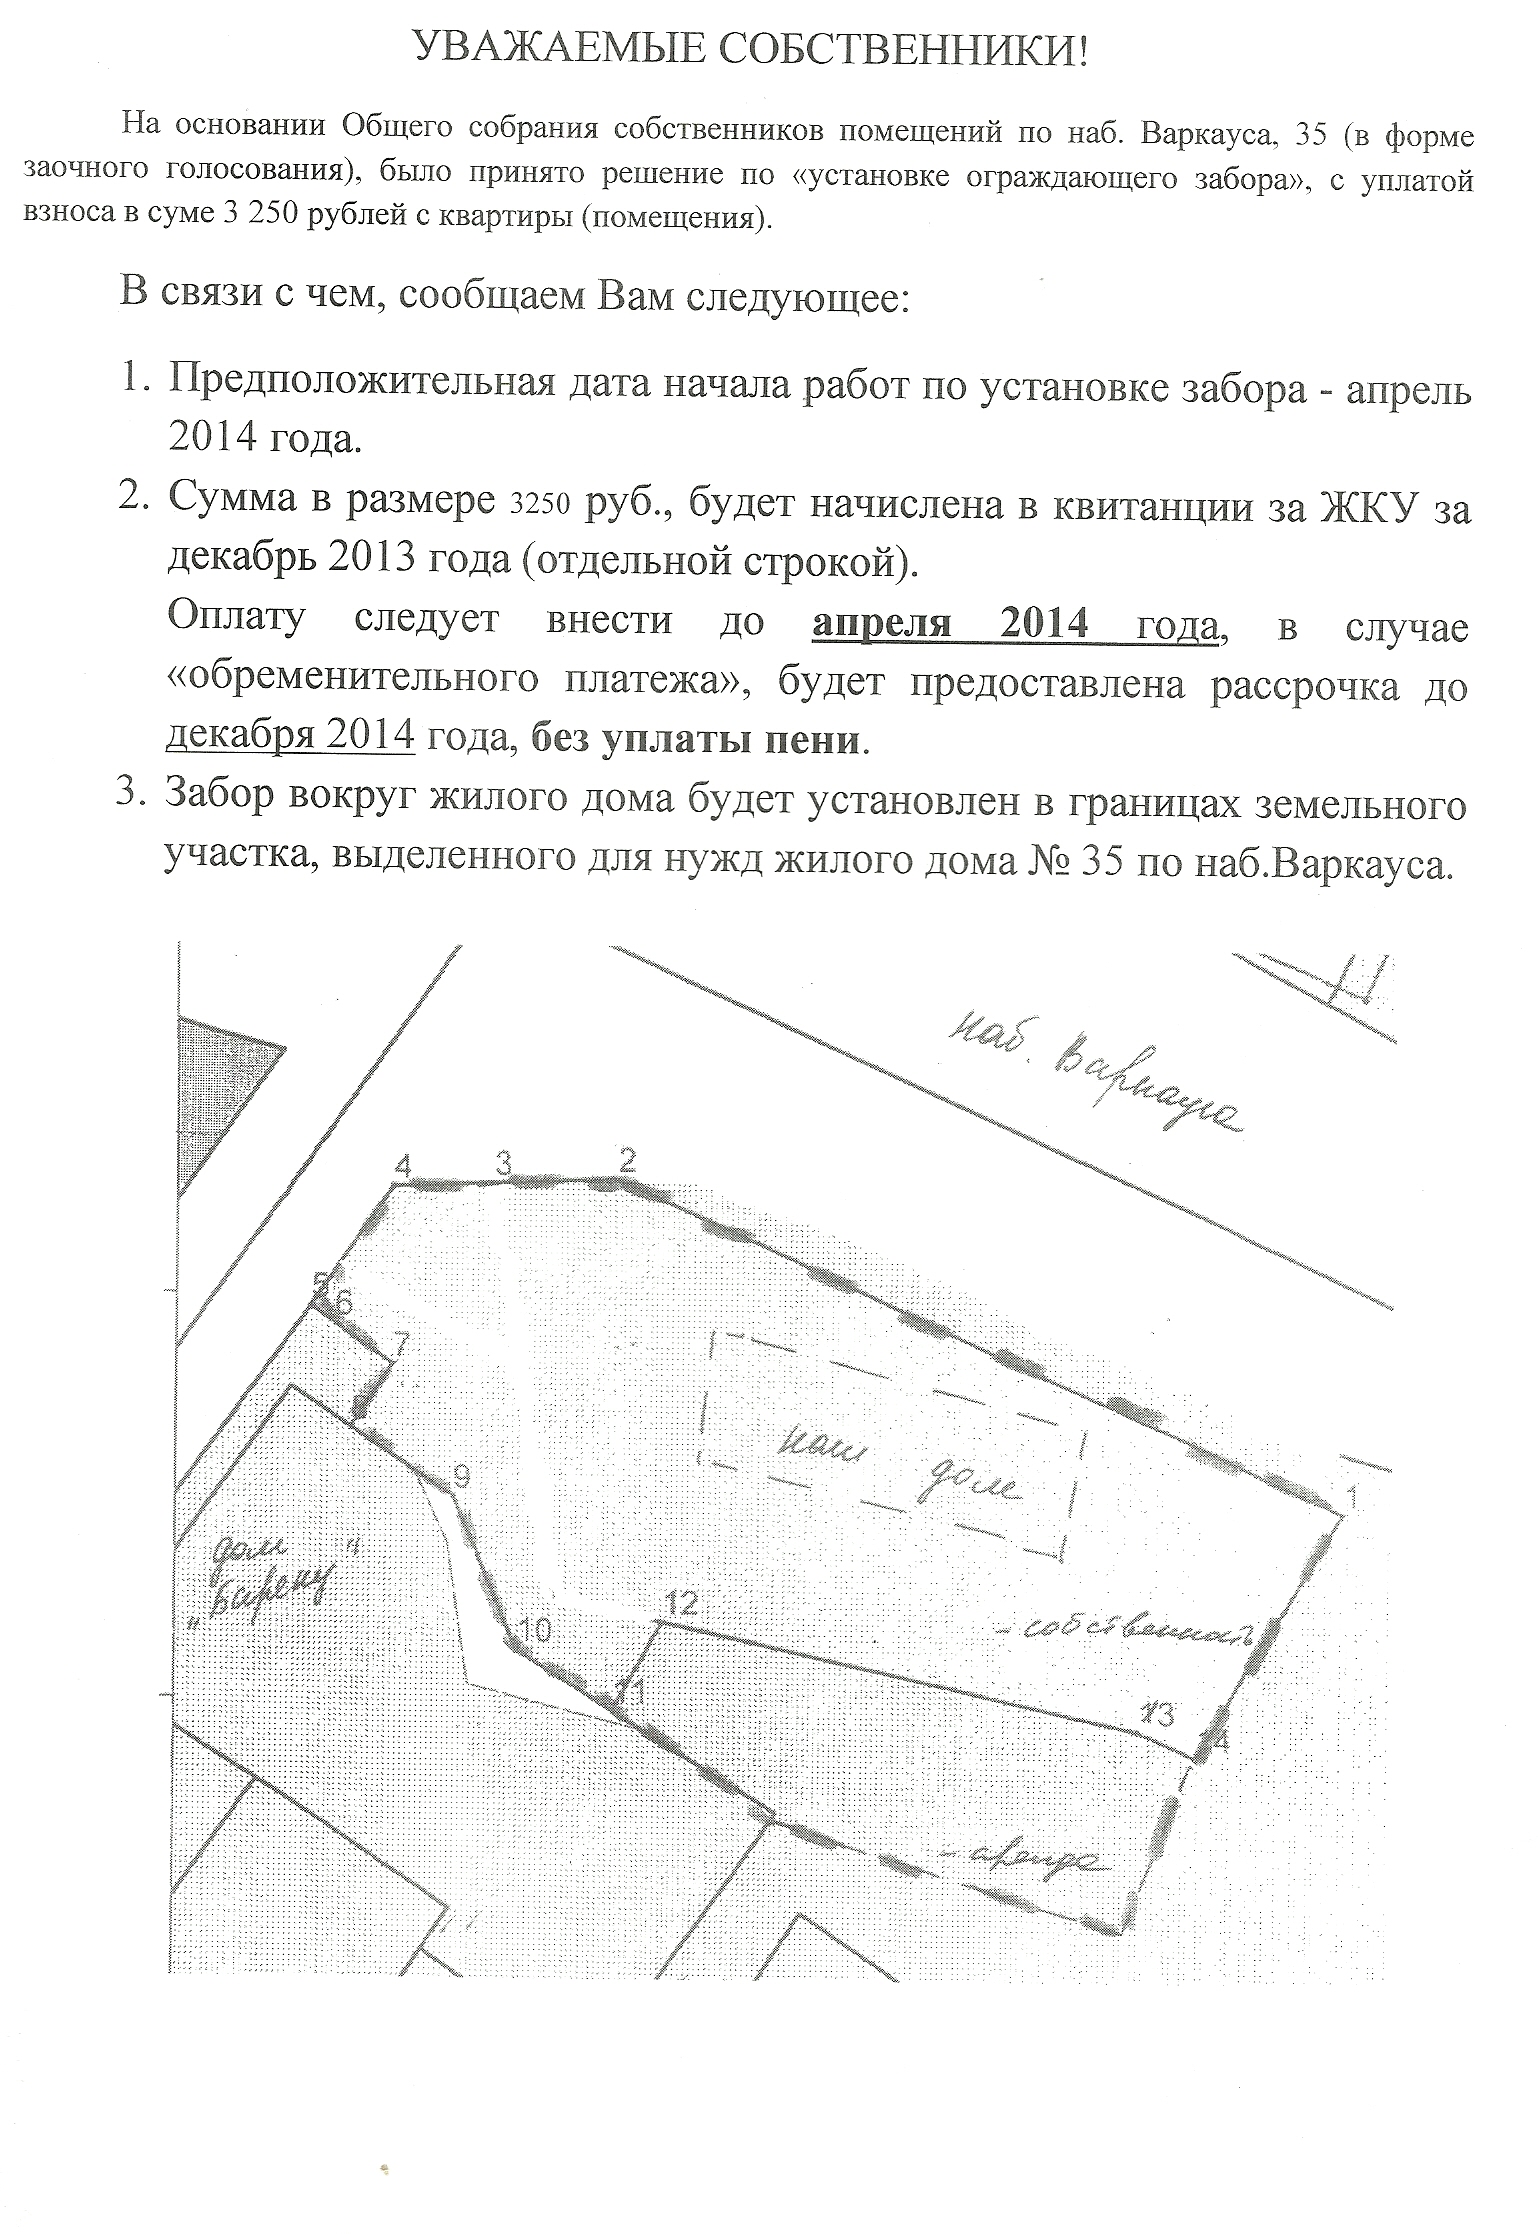 УВАЖАЕМЫЕ СОБСТВЕННИКИ!
На основании Общего собрания собственников помещений по наб. Варкауса, 35 (в форме
заочного голосования), было принято решение по «установке ограждающего забора», с уплатой
взноса в суме 3 250 рублей с квартиры (помещения).
В связи с чем, сообщаем Вам следующее:
1. Предположительная дата начала работ по установке забора - апрель
2014 года.
2. Сумма в размере 3250 руб., будет начислена в квитанции за ЖКУ за
декабрь 2013 года (отдельной строкой).
Оплату следует внести до апреля 2014 года, в случае
«обременительного платежа», будет предоставлена рассрочка до
декабря 2014 года, без уплаты пени.
3. Забор вокруг жилого дома будет установлен в границах земельного
участка, выделенного для нужд жилого дома № 35 по наб.Варкауса.
наб. Варкауса
4 3 2
5
6
7
наш дом
9
1
дом
10
12
- собственность
11
13
14
- аренда